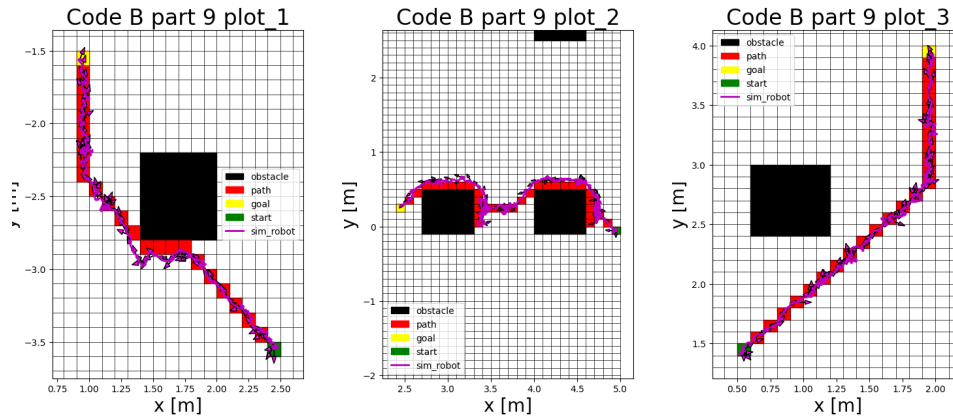 Code B part 9 plot_1
-1.5
-2.0
-2.5
-3.0
-3.5
y [m]
0.75 1.00 1.25 1.50 1.75 2.00 2.25 2.50
x [m]
obstacle
path
goal
start
sim_robot
Code B part 9 plot_2
2
1
0
-1
-2
y [m]
2.5 3.0 3.5 4.0 4.5 5.0
x [m]
obstacle
path
goal
start
sim_robot
Code B part 9 plot_3
4.0
3.5
3.0
2.5
2.0
1.5
y [m]
0.50 0.75 1.00 1.25 1.50 1.75 2.00
x [m]
obstacle
path
goal
start
sim_robot